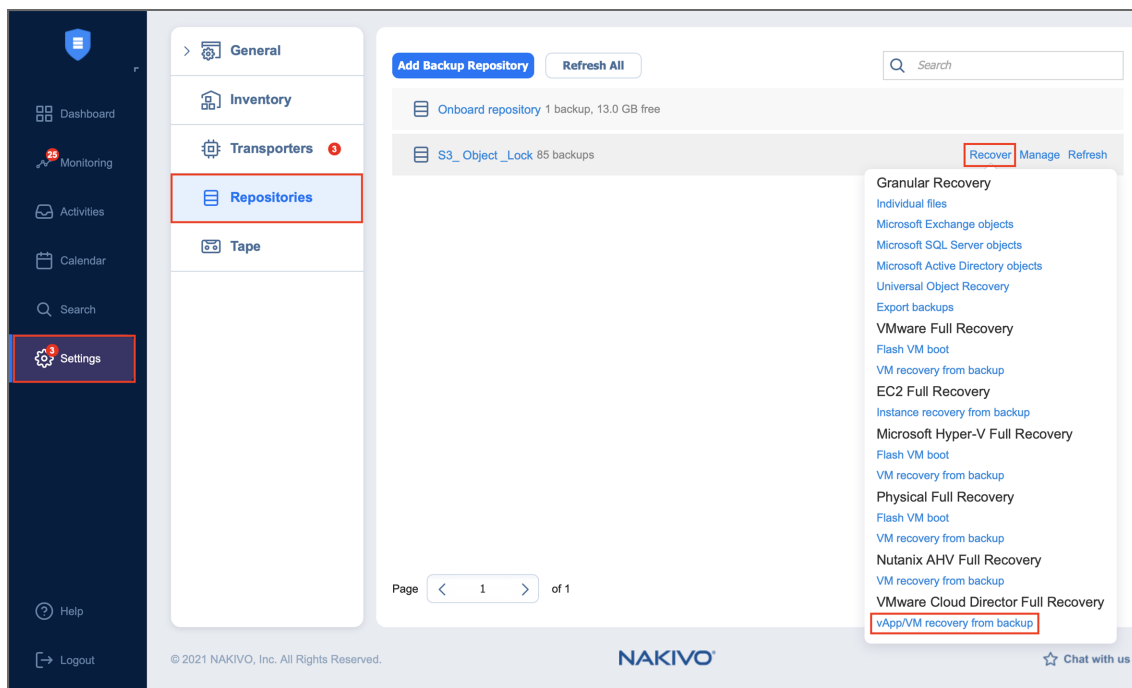 Dashboard
25
Monitoring
Activities
Calendar
Search
3
Settings
Help
Logout
General
Inventory
Transporters 3
Repositories
Tape
Add Backup Repository Refresh All Search
Onboard repository 1 backup, 13.0 GB free
S3_ Object _Lock 85 backups Recover Manage Refresh
Granular Recovery
Individual files
Microsoft Exchange objects
Microsoft SQL Server objects
Microsoft Active Directory objects
Universal Object Recovery
Export backups
VMware Full Recovery
Flash VM boot
VM recovery from backup
EC2 Full Recovery
Instance recovery from backup
Microsoft Hyper-V Full Recovery
Flash VM boot
VM recovery from backup
Physical Full Recovery
Flash VM boot
VM recovery from backup
Nutanix AHV Full Recovery
VM recovery from backup
VMware Cloud Director Full Recovery
vApp/VM recovery from backup
Page 1 of 1
© 2021 NAKIVO, Inc. All Rights Reserved. NAKIVO® Chat with us